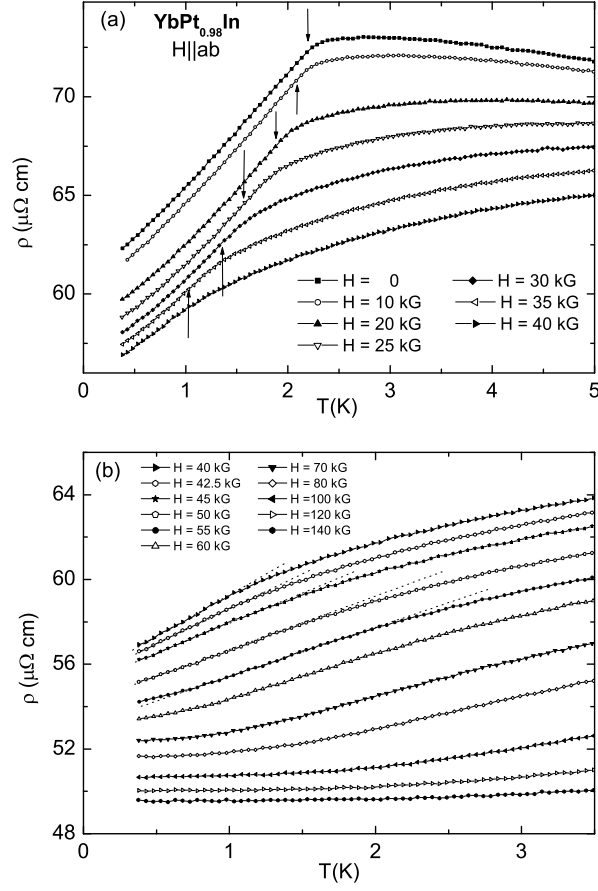 (a)
YbPt0.98In
H||ab
70
65
60
ρ (μΩ cm)
H = 0
H = 10 kG
H = 20 kG
H = 25 kG
H = 30 kG
H = 35 kG
H = 40 kG
0 1 2 3 4 5
T(K)
(b)
H = 40 kG
H = 42.5 kG
H = 45 kG
H = 50 kG
H = 55 kG
H = 60 kG
H = 70 kG
H = 80 kG
H =100 kG
H =120 kG
H =140 kG
64
60
56
52
48
ρ (μΩ cm)
0 1 2 3
T(K)